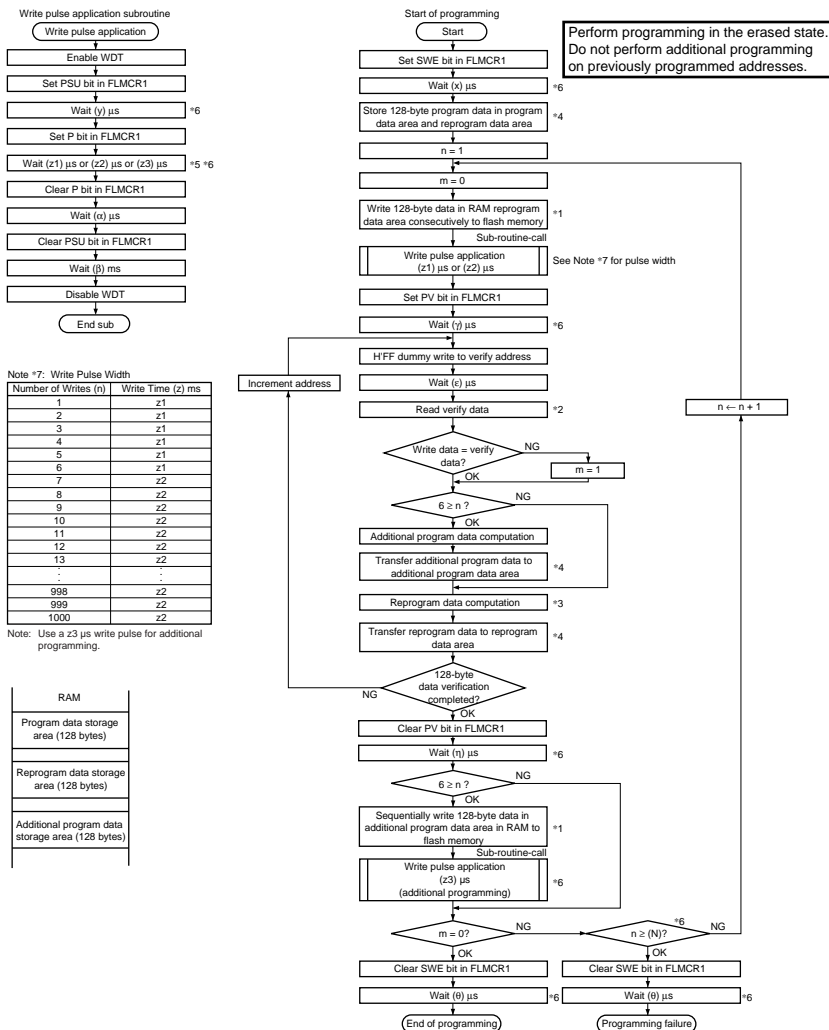 Write pulse application subroutine
Write pulse application
Enable WDT
Set PSU bit in FLMCR1
Wait (y) μs
*6
Set P bit in FLMCR1
Wait (z1) μs or (z2) μs or (z3) μs
*5 *6
Clear P bit in FLMCR1
Wait (α) μs
Clear PSU bit in FLMCR1
Wait (β) ms
Disable WDT
End sub
Note *7: Write Pulse Width
Number of Writes (n) Write Time (z) ms
1 z1
2 z1
3 z1
4 z1
5 z1
6 z1
7 z2
8 z2
9 z2
10 z2
11 z2
12 z2
13 z2
: :
998 z2
999 z2
1000 z2
Note: Use a z3 μs write pulse for additional
programming.
RAM
Program data storage
area (128 bytes)
Reprogram data storage
area (128 bytes)
Additional program data
storage area (128 bytes)
Start of programming
Start
Set SWE bit in FLMCR1
Wait (x) μs
*6
Store 128-byte program data in program
data area and reprogram data area
*4
n = 1
m = 0
Write 128-byte data in RAM reprogram
data area consecutively to flash memory
*1
Sub-routine-call
Write pulse application
(z1) μs or (z2) μs
See Note *7 for pulse width
Set PV bit in FLMCR1
Wait (γ) μs
*6
H'FF dummy write to verify address
Increment address
Wait (ε) μs
Read verify data
*2
n ← n + 1
Write data = verify
data?
NG
m = 1
OK
6 ≥ n ?
NG
OK
Additional program data computation
Transfer additional program data to
additional program data area
*4
Reprogram data computation
*3
Transfer reprogram data to reprogram
data area
*4
128-byte
data verification
completed?
NG
OK
Clear PV bit in FLMCR1
Wait (η) μs
*6
6 ≥ n ?
NG
OK
Sequentially write 128-byte data in
additional program data area in RAM to
flash memory
*1
Sub-routine-call
Write pulse application
(z3) μs
(additional programming)
*6
m = 0?
NG
OK
n ≥ (N)?
*6
NG
OK
Clear SWE bit in FLMCR1
Clear SWE bit in FLMCR1
Wait (θ) μs
*6
Wait (θ) μs
*6
End of programming
Programming failure
Perform programming in the erased state.
Do not perform additional programming
on previously programmed addresses.